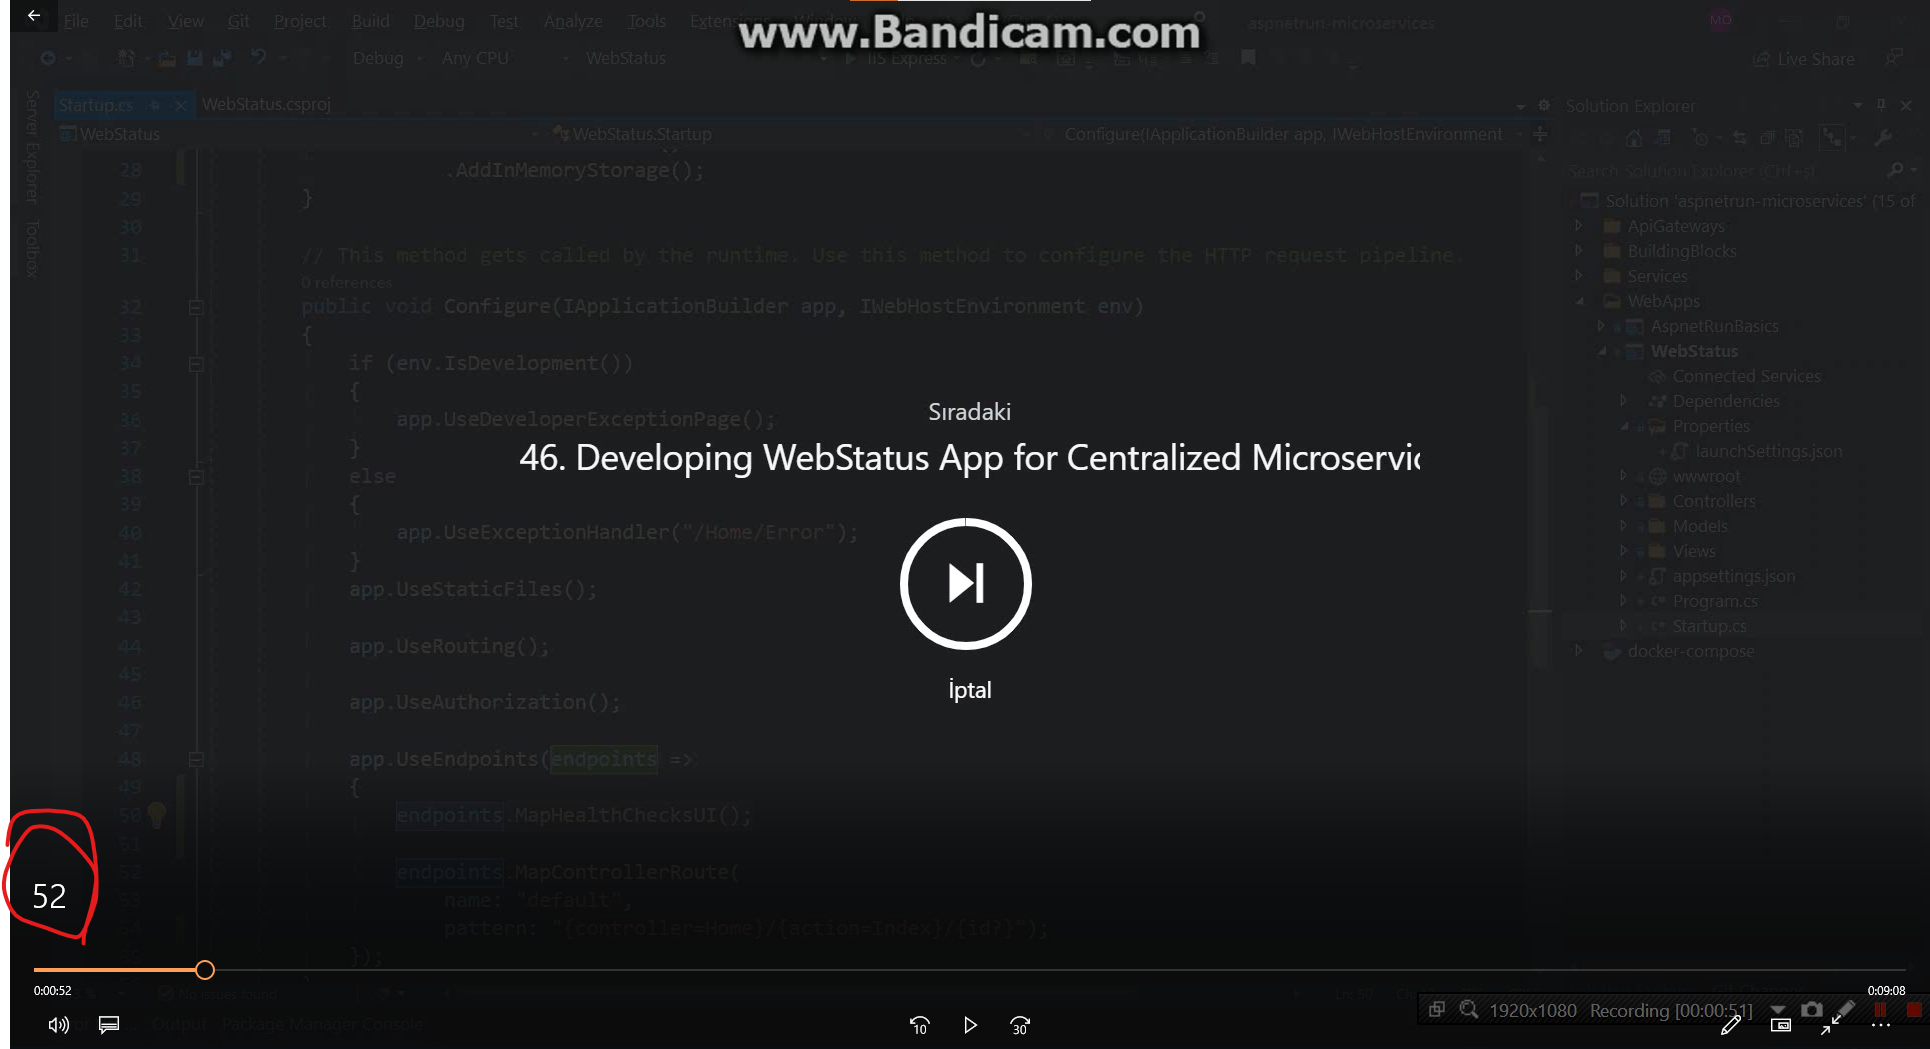 File Edit View Git Project Build Debug Test Analyze Tools Extensions Window
aspnetrun-microservices
MO
www.Bandicam.com
Debug Any CPU WebStatus IIS Express Live Share
Server Explorer
Toolbox
Startup.cs WebStatus.csproj
WebStatus WebStatus.Startup Configure(IApplicationBuilder app, IWebHostEnvironment
28 .AddInMemoryStorage();
29 }
30
31 // This method gets called by the runtime. Use this method to configure the HTTP request pipeline.
0 references
32 public void Configure(IApplicationBuilder app, IWebHostEnvironment env)
33 {
34 if (env.IsDevelopment())
35 {
36 app.UseDeveloperExceptionPage();
37 }
38 else
39 {
40 app.UseExceptionHandler("/Home/Error");
41 }
42 app.UseStaticFiles();
43
44 app.UseRouting();
45
46 app.UseAuthorization();
47
48 app.UseEndpoints(endpoints =>
49 {
50 endpoints.MapHealthChecksUI();
51
52 endpoints.MapControllerRoute(
53 name: "default",
54 pattern: "{controller=Home}/{action=Index}/{id?}");
55 });
Sıradaki
46. Developing WebStatus App for Centralized Microservic
İptal
Solution Explorer
Search Solution Explorer (Ctrl+ş)
Solution 'aspnetrun-microservices' (15 of
ApiGateways
BuildingBlocks
Services
WebApps
AspnetRunBasics
WebStatus
Connected Services
Dependencies
Properties
launchSettings.json
wwwroot
Controllers
Models
Views
appsettings.json
Program.cs
Startup.cs
docker-compose
52
0:00:52
0:09:08
No issues found
Output Package Manager Console
10
30
1920x1080 Recording [00:00:51]